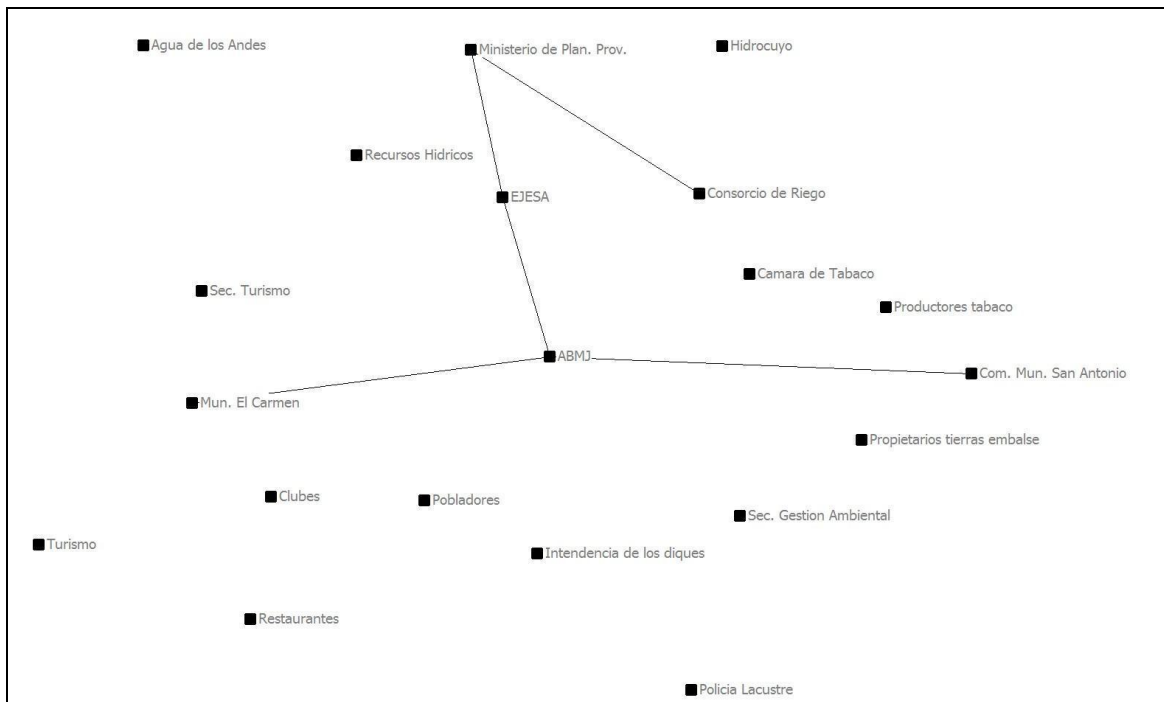 Agua de los Andes
Ministerio de Plan. Prov.
Hidrocuyo
Recursos Hidricos
EJESA
Consorcio de Riego
Camara de Tabaco
Sec. Turismo
Productores tabaco
ABMJ
Com. Mun. San Antonio
Mun. El Carmen
Propietarios tierras embalse
Clubes
Pobladores
Sec. Gestion Ambiental
Turismo
Intendencia de los diques
Restaurantes
Policia Lacustre